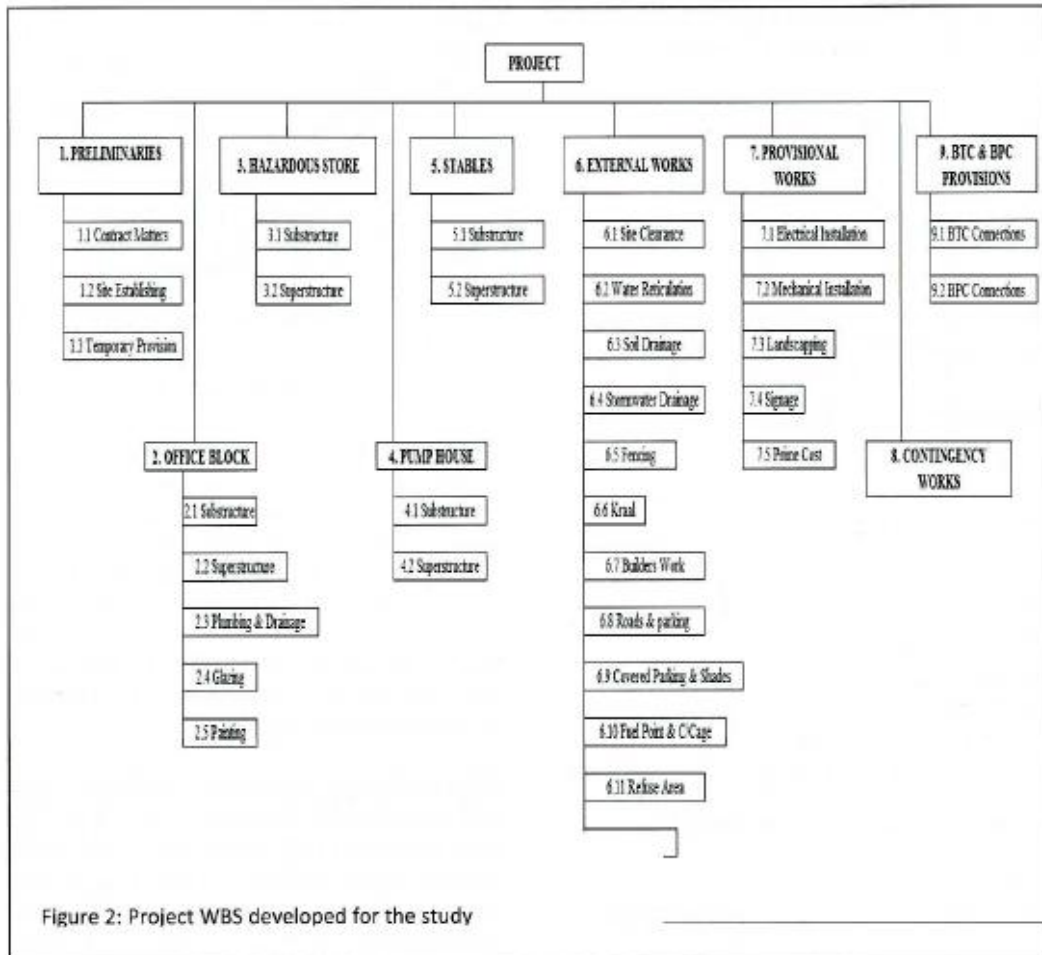 PROJECT
1. PRELIMINARIES
3. HAZARDOUS STORE
5. STABLES
6. EXTERNAL WORKS
7. PROVISIONAL
WORKS
9. BTC & BPC
PROVISIONS
1.1 Contract Matters
3.1 Substructure
5.1 Substructure
6.1 Site Clearance
7.1 Electrical Installation
9.1 BTC Connections
1.2 Site Establishing
3.2 Superstructure
5.2 Superstructure
6.2 Water Reticulation
7.2 Mechanical Installation
9.2 BPC Connections
1.3 Temporary Provision
6.3 Soil Drainage
7.3 Landscapping
6.4 Stormwater Drainage
7.4 Signage
2. OFFICE BLOCK
4. PUMP HOUSE
6.5 Fencing
7.5 Prime Cost
8. CONTINGENCY
WORKS
2.1 Substructure
4.1 Substructure
6.6 Kraal
2.2 Superstructure
4.2 Superstructure
6.7 Builders Work
2.3 Plumbing & Drainage
6.8 Roads & parking
2.4 Glazing
6.9 Covered Parking & Shades
2.5 Painting
6.10 Fuel Point & C/Cage
6.11 Refuse Area
Figure 2: Project WBS developed for the study